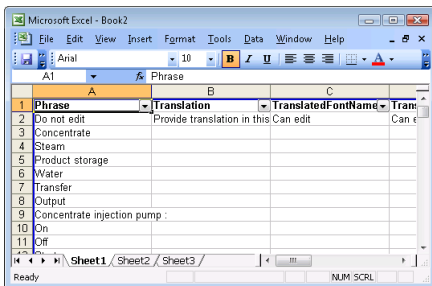 Microsoft Excel - Book2
File Edit View Insert Format Tools Data Window Help
Arial 10 B I U
A1 fx Phrase
A B C
1 Phrase Translation TranslatedFontName
2 Do not edit Provide translation in this Can edit
3 Concentrate
4 Steam
5 Product storage
6 Water
7 Transfer
8 Output
9 Concentrate injection pump :
10 On
11 Off
Sheet1 Sheet2 Sheet3
Ready NUM SCRL